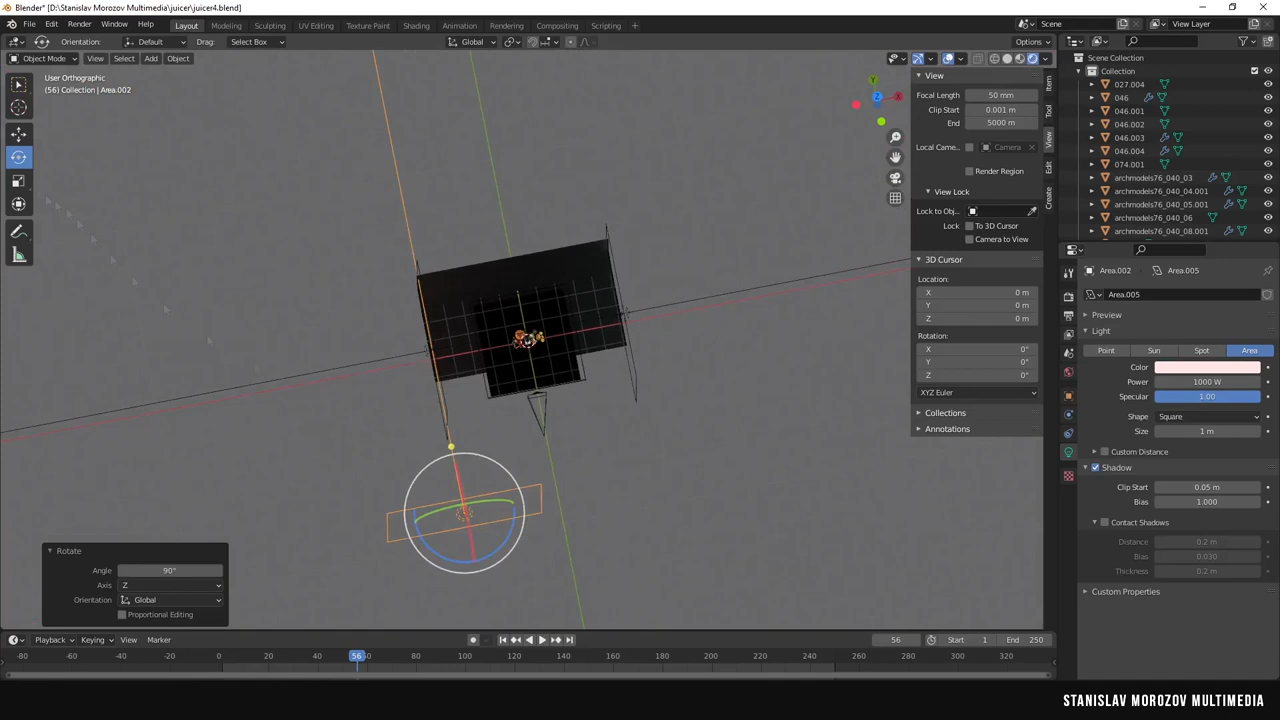 Blender* [D:\Stanislav Morozov Multimedia\juicer\juicer4.blend]
File Edit Render Window Help Layout Modeling Sculpting UV Editing Texture Paint Shading Animation Rendering Compositing Scripting + Scene View Layer
Orientation: Default Drag: Select Box Global Options
Object Mode View Select Add Object
User Orthographic
(56) Collection | Area.002
Y
X
Z
View
Focal Length 50 mm
Clip Start 0.001 m
End 5000 m
Local Came... Camera
Render Region
View Lock
Lock to Obj...
Lock To 3D Cursor
Camera to View
3D Cursor
Location:
X 0 m
Y 0 m
Z 0 m
Rotation:
X 0°
Y 0°
Z 0°
XYZ Euler
Collections
Annotations
Item
Tool
View
Edit
Create
Scene Collection
Collection
027.004
046
046.001
046.002
046.003
046.004
074.001
archmodels76_040_03
archmodels76_040_04.001
archmodels76_040_05.001
archmodels76_040_06
archmodels76_040_08.001
Area.002 Area.005
Area.005
Preview
Light
Point Sun Spot Area
Color
Power 1000 W
Specular 1.00
Shape Square
Size 1 m
Custom Distance
Shadow
Clip Start 0.05 m
Bias 1.000
Contact Shadows
Distance 0.2 m
Bias 0.030
Thickness 0.2 m
Custom Properties
Rotate
Angle 90°
Axis Z
Orientation Global
Proportional Editing
Playback Keying View Marker 56 Start 1 End 250
-80 -60 -40 -20 0 20 40 56 60 80 100 120 140 160 180 200 220 240 260 280 300 320
STANISLAV MOROZOV MULTIMEDIA